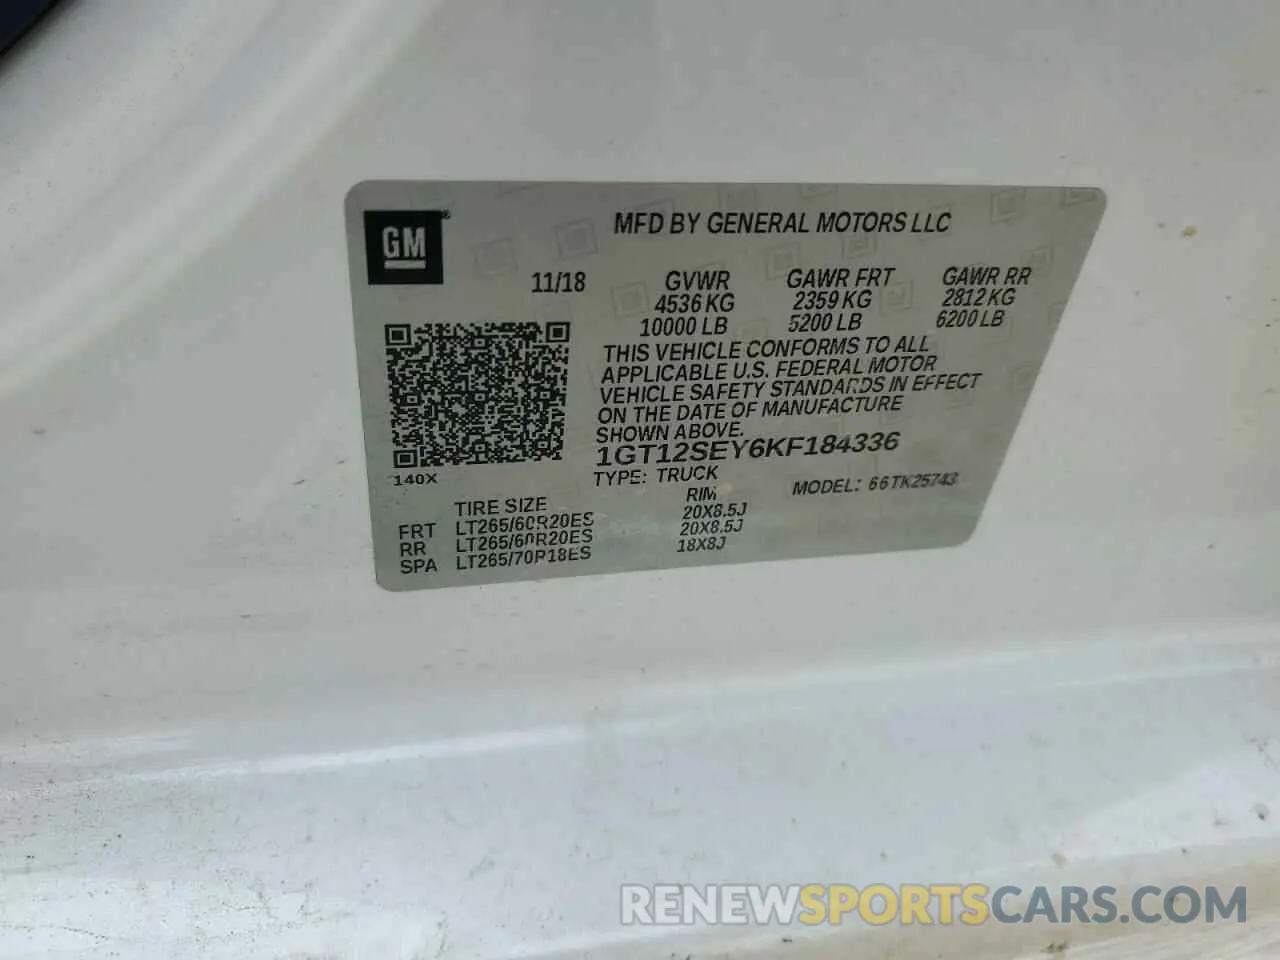 GM®
MFD BY GENERAL MOTORS LLC
11/18 GVWR GAWR FRT GAWR RR
4536 KG 2359 KG 2812 KG
10000 LB 5200 LB 6200 LB
THIS VEHICLE CONFORMS TO ALL
APPLICABLE U.S. FEDERAL MOTOR
VEHICLE SAFETY STANDARDS IN EFFECT
ON THE DATE OF MANUFACTURE
SHOWN ABOVE.
1GT12SEY6KF184336
140X
TYPE: TRUCK MODEL: 66TK25743
TIRE SIZE RIM
FRT LT265/60R20ES 20X8.5J
RR LT265/60R20ES 20X8.5J
SPA LT265/70R18ES 18X8J
RENEWSPORTSCARS.COM